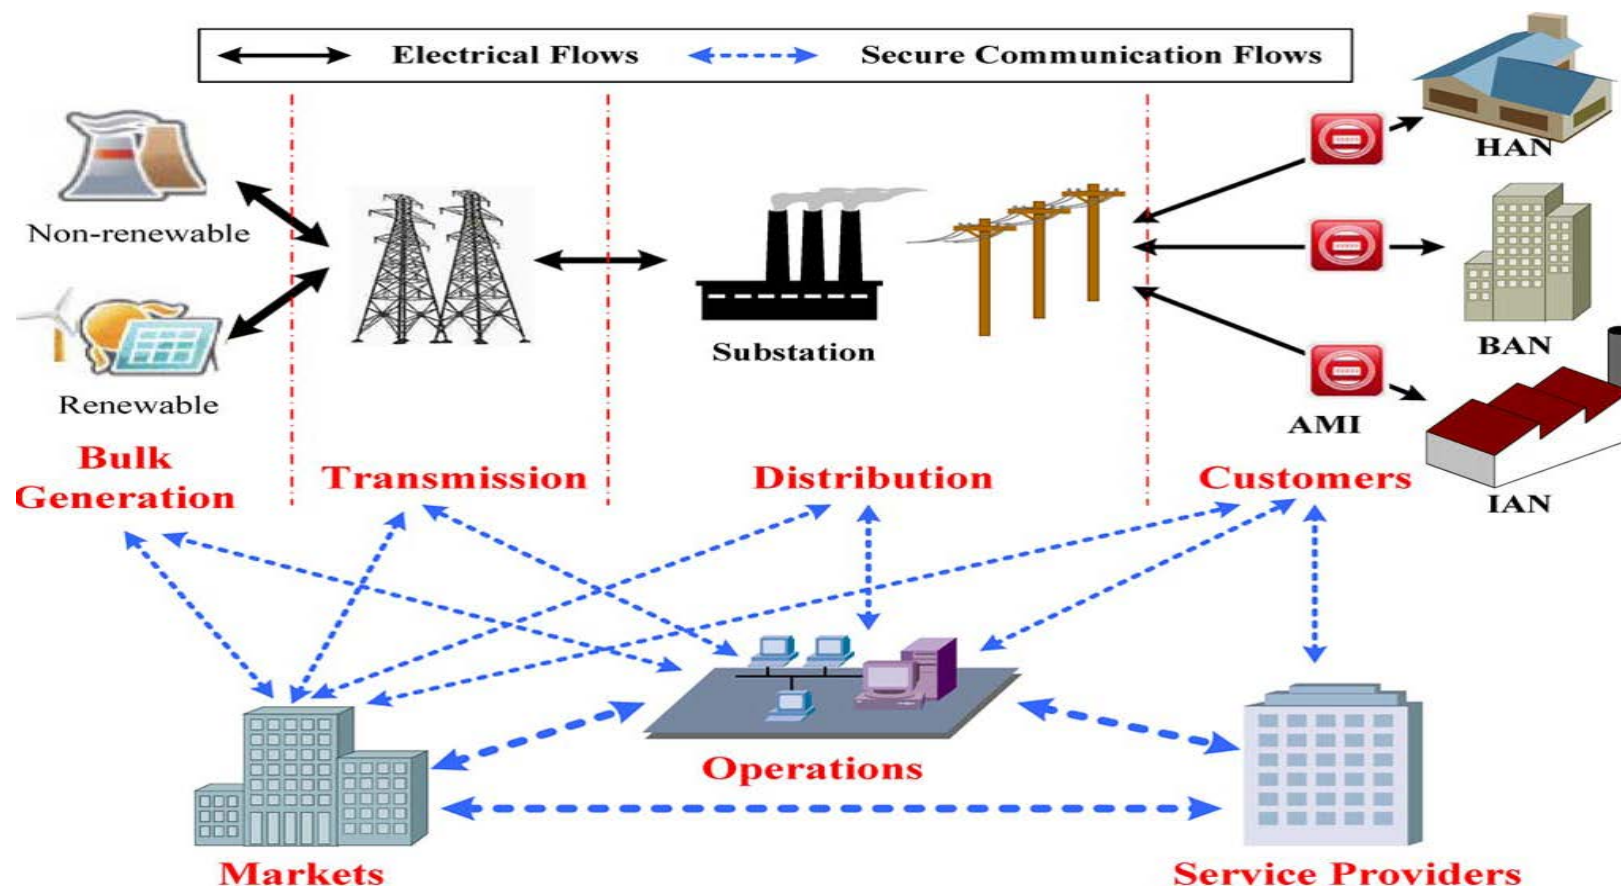 Electrical Flows
Secure Communication Flows
HAN
Non-renewable
BAN
Substation
Renewable
AMI
Bulk
Generation
Transmission
Distribution
Customers
IAN
Operations
Markets
Service Providers